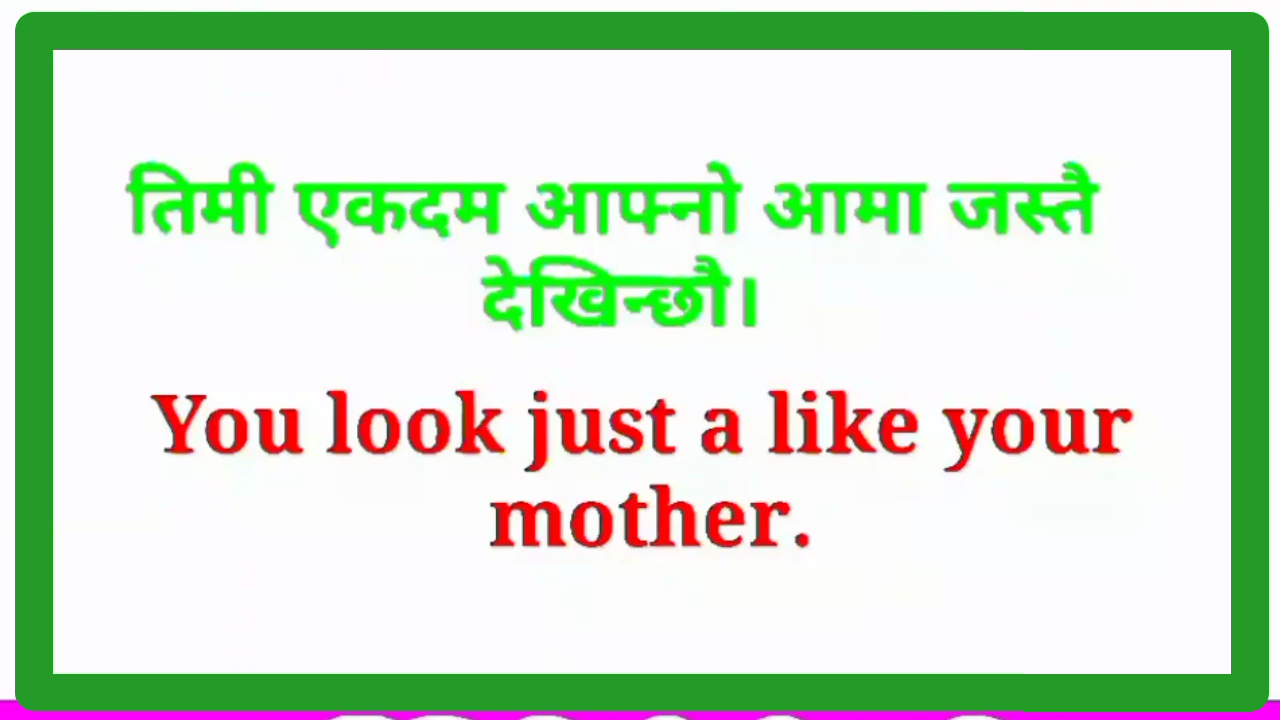 तिमी एकदम आफ्नो आमा जस्तै
देखिन्छौ।
You look just a like your
mother.